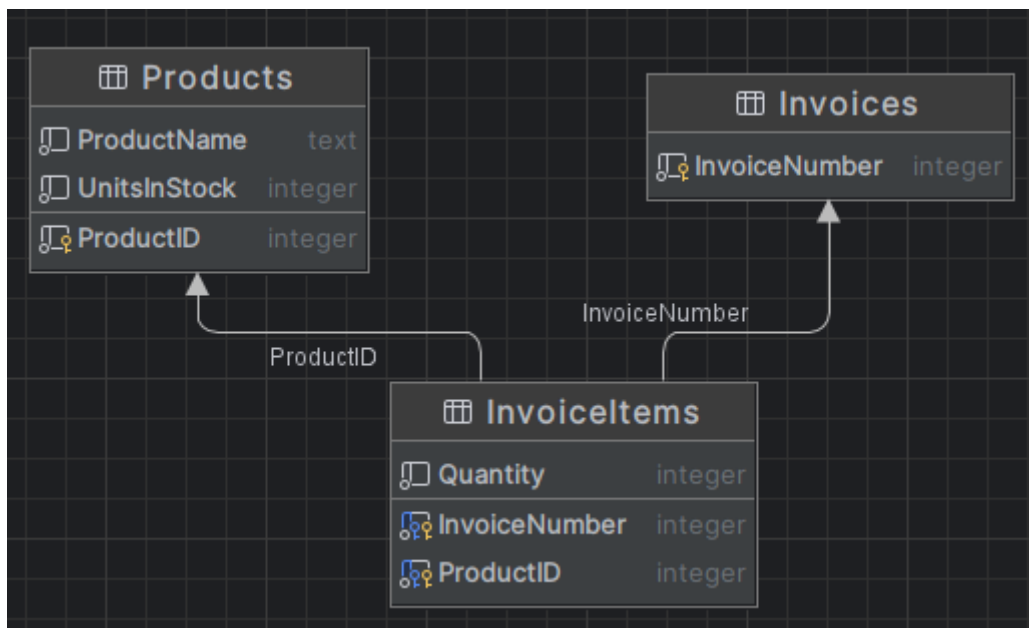 Products
ProductName text
UnitsInStock integer
ProductID integer
Invoices
InvoiceNumber integer
InvoiceNumber
ProductID
InvoiceItems
Quantity integer
InvoiceNumber integer
ProductID integer